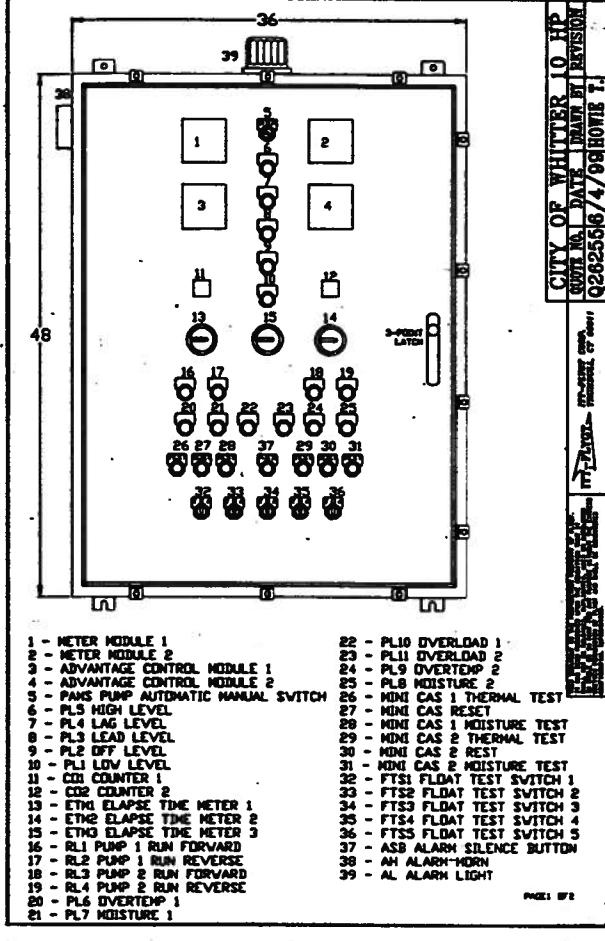 36
39
38
5
1
2
6
7
3
4
8
9
10
11
12
13
15
14
48
3-POINT
LATCH
16 17 18 19
20 21 22 23 24 25
26 27 28 37 29 30 31
32 33 34 35 36
1 - METER MODULE 1
2 - METER MODULE 2
3 - ADVANTAGE CONTROL MODULE 1
4 - ADVANTAGE CONTROL MODULE 2
5 - PAMS PUMP AUTOMATIC MANUAL SWITCH
6 - PL5 HIGH LEVEL
7 - PL4 LAG LEVEL
8 - PL3 LEAD LEVEL
9 - PL2 OFF LEVEL
10 - PL1 LOW LEVEL
11 - CO1 COUNTER 1
12 - CO2 COUNTER 2
13 - ETM1 ELAPSE TIME METER 1
14 - ETM2 ELAPSE TIME METER 2
15 - ETM3 ELAPSE TIME METER 3
16 - RL1 PUMP 1 RUN FORWARD
17 - RL2 PUMP 1 RUN REVERSE
18 - RL3 PUMP 2 RUN FORWARD
19 - RL4 PUMP 2 RUN REVERSE
20 - PL6 OVERTEMP 1
21 - PL7 MOISTURE 1
22 - PL10 OVERLOAD 1
23 - PL11 OVERLOAD 2
24 - PL9 OVERTEMP 2
25 - PL8 MOISTURE 2
26 - MINI CAS 1 THERMAL TEST
27 - MINI CAS RESET
28 - MINI CAS 1 MOISTURE TEST
29 - MINI CAS 2 THERMAL TEST
30 - MINI CAS 2 REST
31 - MINI CAS 2 MOISTURE TEST
32 - FTS1 FLOAT TEST SWITCH 1
33 - FTS2 FLOAT TEST SWITCH 2
34 - FTS3 FLOAT TEST SWITCH 3
35 - FTS4 FLOAT TEST SWITCH 4
36 - FTS5 FLOAT TEST SWITCH 5
37 - ASB ALARM SILENCE BUTTON
38 - AH ALARM HORN
39 - AL ALARM LIGHT
PAGE1 OF2
CITY OF WHITTER 10 HP
QUOTE NO. DATE DRAWN BY REVISION
Q26255 6/4/99 HOWIE T.
ITT-FLYGT
ITT-FLYGT CORP.